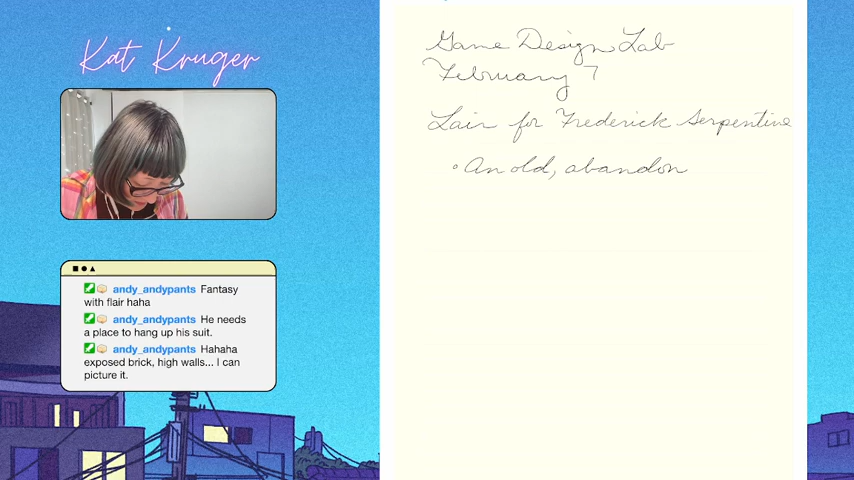 Kat Kruger
andy_andypants Fantasy
with flair haha
andy_andypants He needs
a place to hang up his suit.
andy_andypants Hahaha
exposed brick, high walls... I can
picture it.
Game Design Lab
February 7
Lair for Frederick Serpentine
• An old, abandon